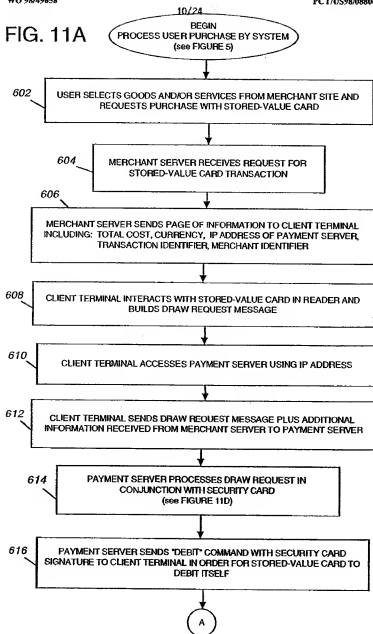 WO 98/49658
10/24
FIG. 11A
BEGIN
PROCESS USER PURCHASE BY SYSTEM
(see FIGURE 5)
602
USER SELECTS GOODS AND/OR SERVICES FROM MERCHANT SITE AND
REQUESTS PURCHASE WITH STORED-VALUE CARD
604
MERCHANT SERVER RECEIVES REQUEST FOR
STORED-VALUE CARD TRANSACTION
606
MERCHANT SERVER SENDS PAGE OF INFORMATION TO CLIENT TERMINAL
INCLUDING: TOTAL COST, CURRENCY, IP ADDRESS OF PAYMENT SERVER,
TRANSACTION IDENTIFIER, MERCHANT IDENTIFIER
608
CLIENT TERMINAL INTERACTS WITH STORED-VALUE CARD IN READER AND
BUILDS DRAW REQUEST MESSAGE
610
CLIENT TERMINAL ACCESSES PAYMENT SERVER USING IP ADDRESS
612
CLIENT TERMINAL SENDS DRAW REQUEST MESSAGE PLUS ADDITIONAL
INFORMATION RECEIVED FROM MERCHANT SERVER TO PAYMENT SERVER
614
PAYMENT SERVER PROCESSES DRAW REQUEST IN
CONJUNCTION WITH SECURITY CARD
(see FIGURE 11D)
616
PAYMENT SERVER SENDS "DEBIT" COMMAND WITH SECURITY CARD
SIGNATURE TO CLIENT TERMINAL IN ORDER FOR STORED-VALUE CARD TO
DEBIT ITSELF
A